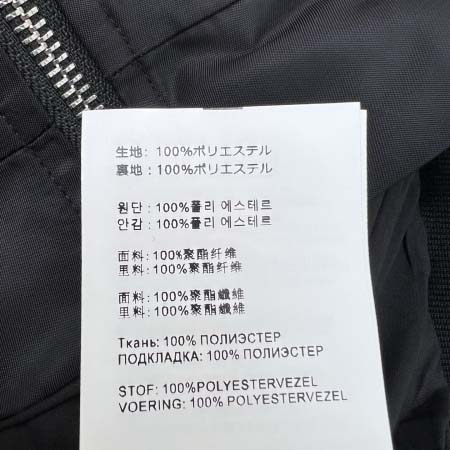 生地: 100%ポリエステル
裏地: 100%ポリエステル
원단 : 100%폴리 에스테르
안감 : 100%폴리 에스테르
面料: 100%聚酯纤维
里料: 100%聚酯纤维
面料: 100%聚酯纖維
里料: 100%聚酯纖維
Ткань: 100% ПОЛИЭСТЕР
ПОДКЛАДКА: 100% ПОЛИЭСТЕР
STOF: 100%POLYESTERVEZEL
VOERING: 100% POLYESTERVEZEL